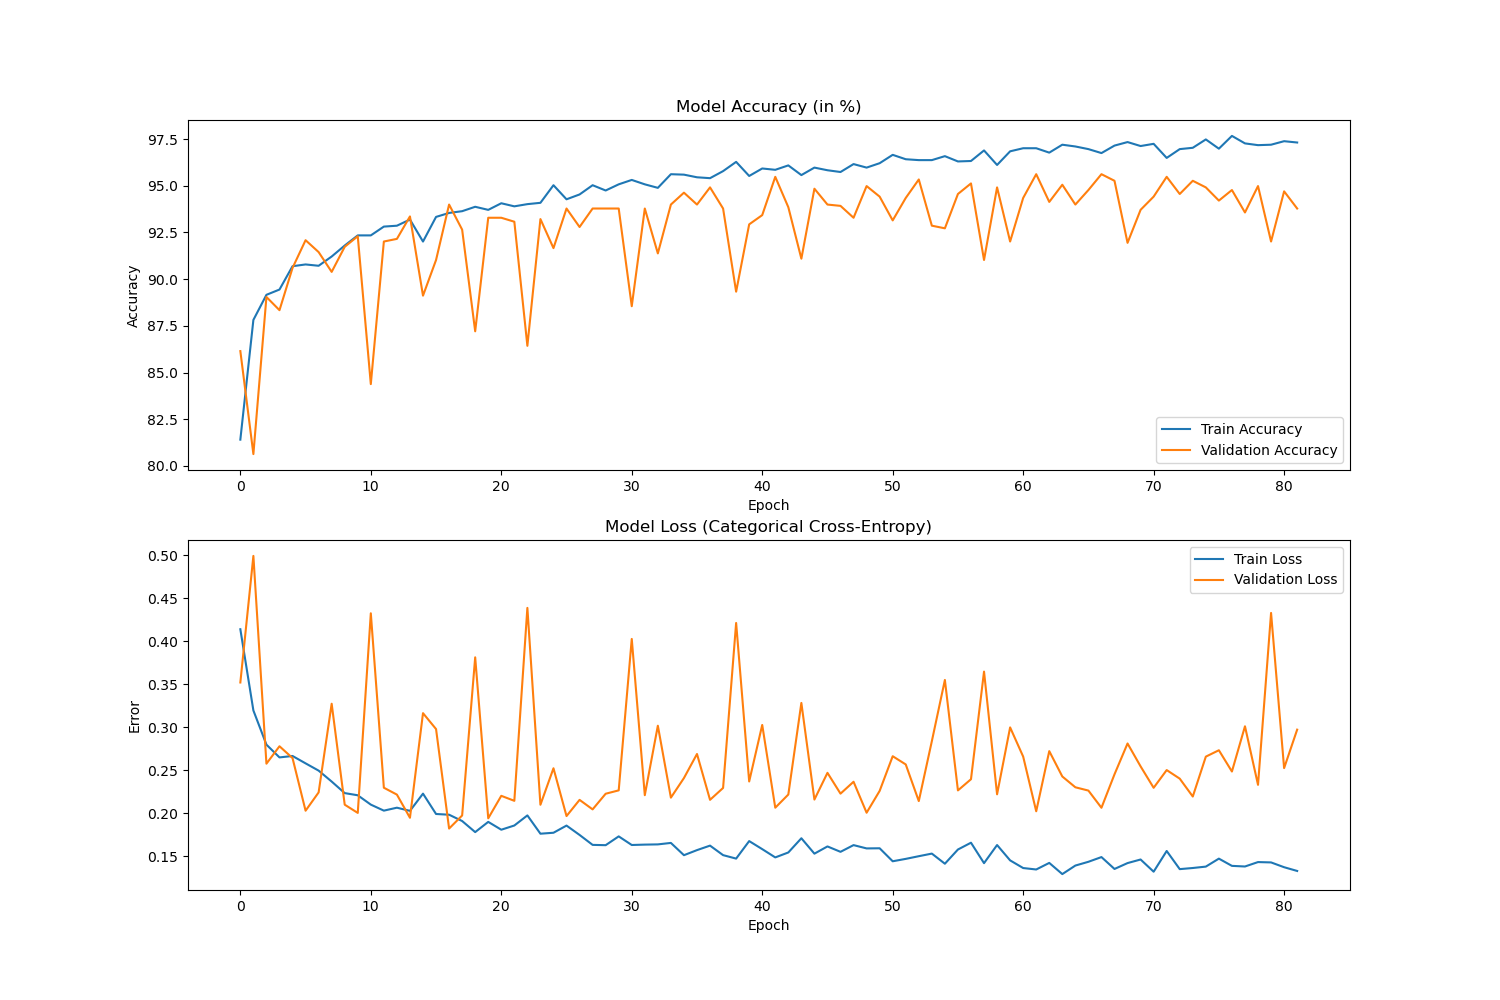 Model Accuracy (in %)
97.5
95.0
92.5
90.0
87.5
85.0
82.5
80.0
Accuracy
Train Accuracy
Validation Accuracy
0 10 20 30 40 50 60 70 80
Epoch
Model Loss (Categorical Cross-Entropy)
0.50
0.45
0.40
0.35
0.30
0.25
0.20
0.15
Error
Train Loss
Validation Loss
0 10 20 30 40 50 60 70 80
Epoch